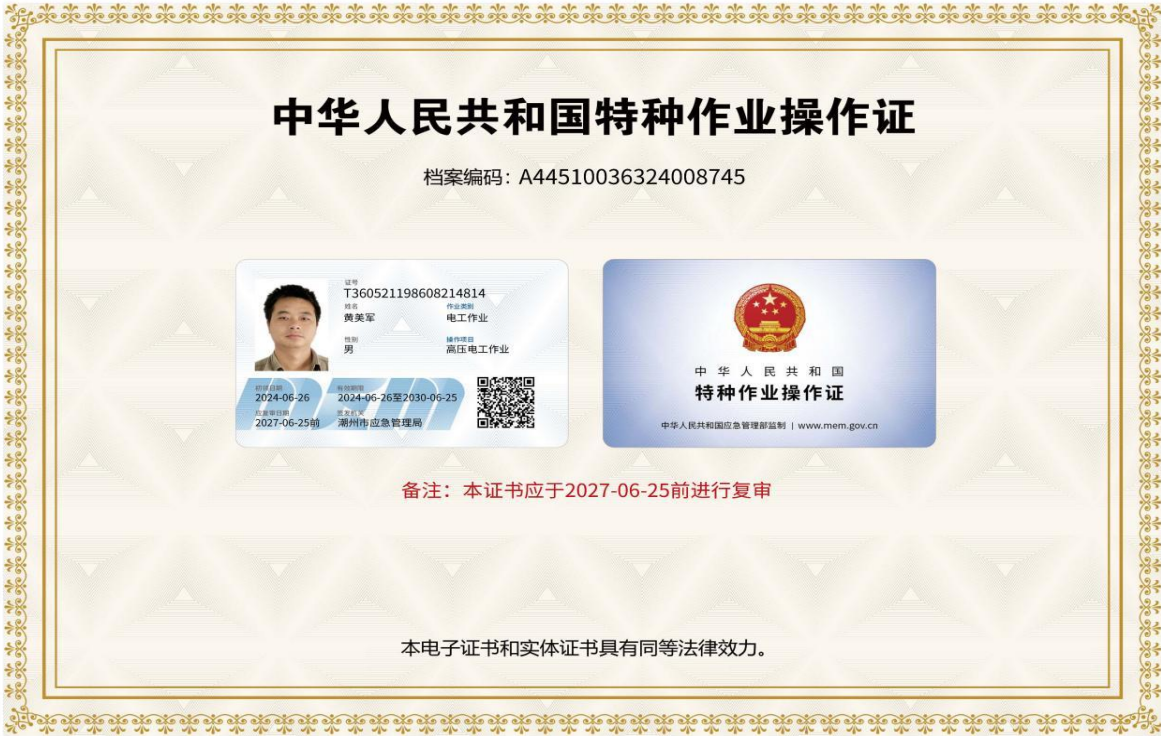 中华人民共和国特种作业操作证
档案编码：A44510036324008745
证号
T360521198608214814
姓名
黄美军
作业类别
电工作业
性别
男
操作项目
高压电工作业
初领日期
2024-06-26
有效期限
2024-06-26至2030-06-25
应复审日期
2027-06-25前
签发机关
潮州市应急管理局
中华人民共和国
特种作业操作证
中华人民共和国应急管理部监制 | www.mem.gov.cn
备注：本证书应于2027-06-25前进行复审
本电子证书和实体证书具有同等法律效力。